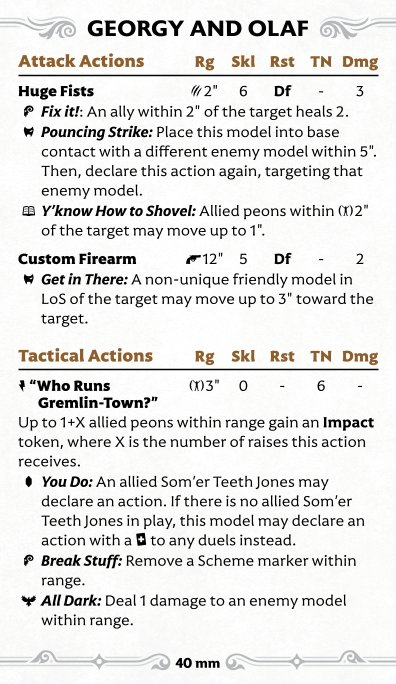 GEORGY AND OLAF
Attack Actions Rg Skl Rst TN Dmg
Huge Fists 2" 6 Df - 3
Fix it!: An ally within 2" of the target heals 2.
Pouncing Strike: Place this model into base
contact with a different enemy model within 5".
Then, declare this action again, targeting that
enemy model.
Y'know How to Shovel: Allied peons within 2"
of the target may move up to 1".
Custom Firearm 12" 5 Df - 2
Get in There: A non-unique friendly model in
LoS of the target may move up to 3" toward the
target.
Tactical Actions Rg Skl Rst TN Dmg
“Who Runs 3" 0 - 6 -
Gremlin-Town?”
Up to 1+X allied peons within range gain an Impact
token, where X is the number of raises this action
receives.
You Do: An allied Som’er Teeth Jones may
declare an action. If there is no allied Som’er
Teeth Jones in play, this model may declare an
action with a + to any duels instead.
Break Stuff: Remove a Scheme marker within
range.
All Dark: Deal 1 damage to an enemy model
within range.
40 mm